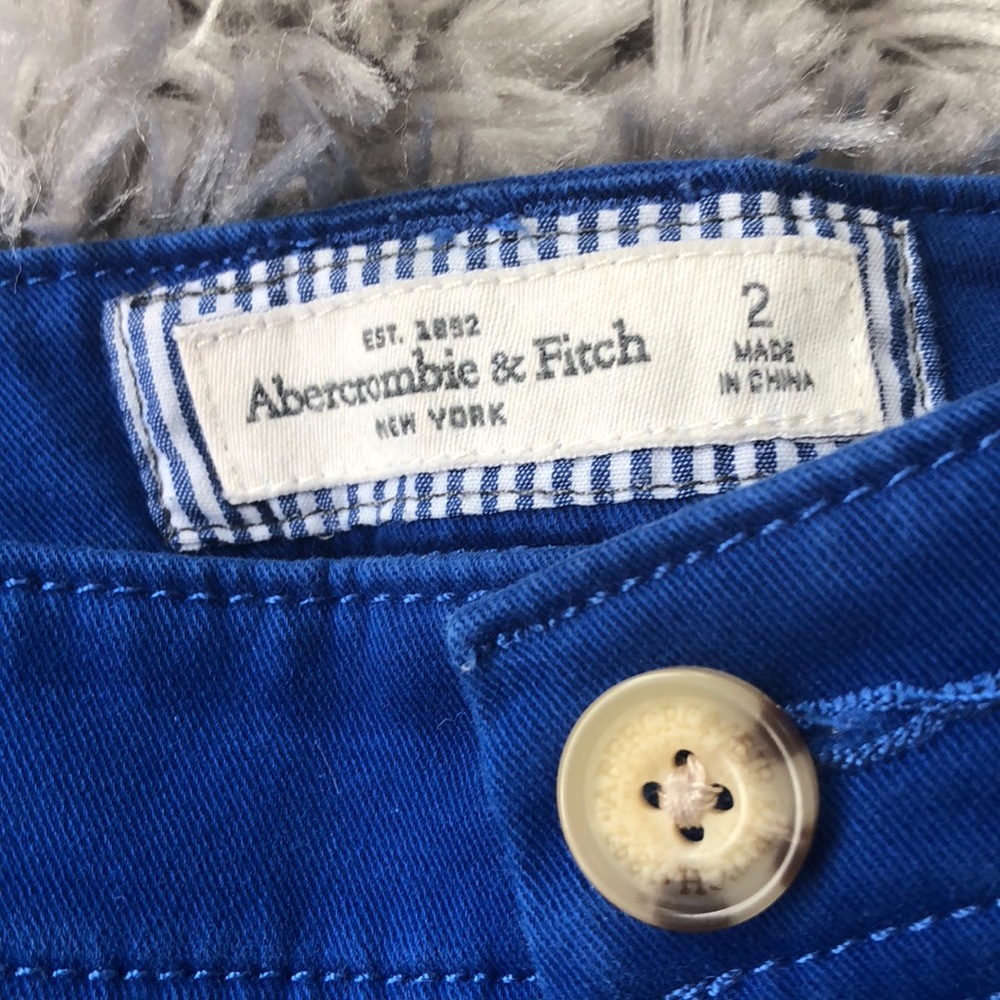 EST. 1892
Abercrombie & Fitch
NEW YORK
2
MADE
IN CHINA